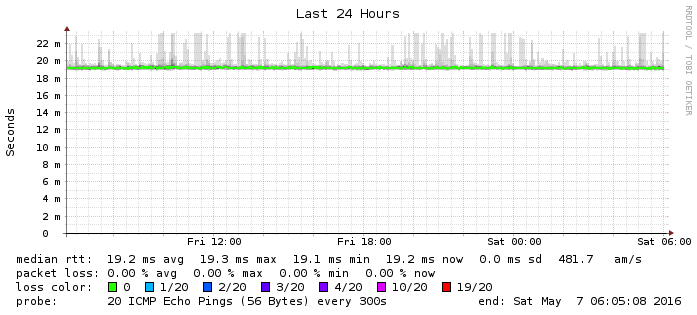 Last 24 Hours
RRDTOOL / TOBI OETIKER
Seconds
22 m
20 m
18 m
16 m
14 m
12 m
10 m
8 m
6 m
4 m
2 m
0
Fri 12:00 Fri 18:00 Sat 00:00 Sat 06:00
median rtt: 19.2 ms avg 19.3 ms max 19.1 ms min 19.2 ms now 0.0 ms sd 481.7 am/s
packet loss: 0.00 % avg 0.00 % max 0.00 % min 0.00 % now
loss color: 0 1/20 2/20 3/20 4/20 10/20 19/20
probe: 20 ICMP Echo Pings (56 Bytes) every 300s end: Sat May 7 06:05:08 2016